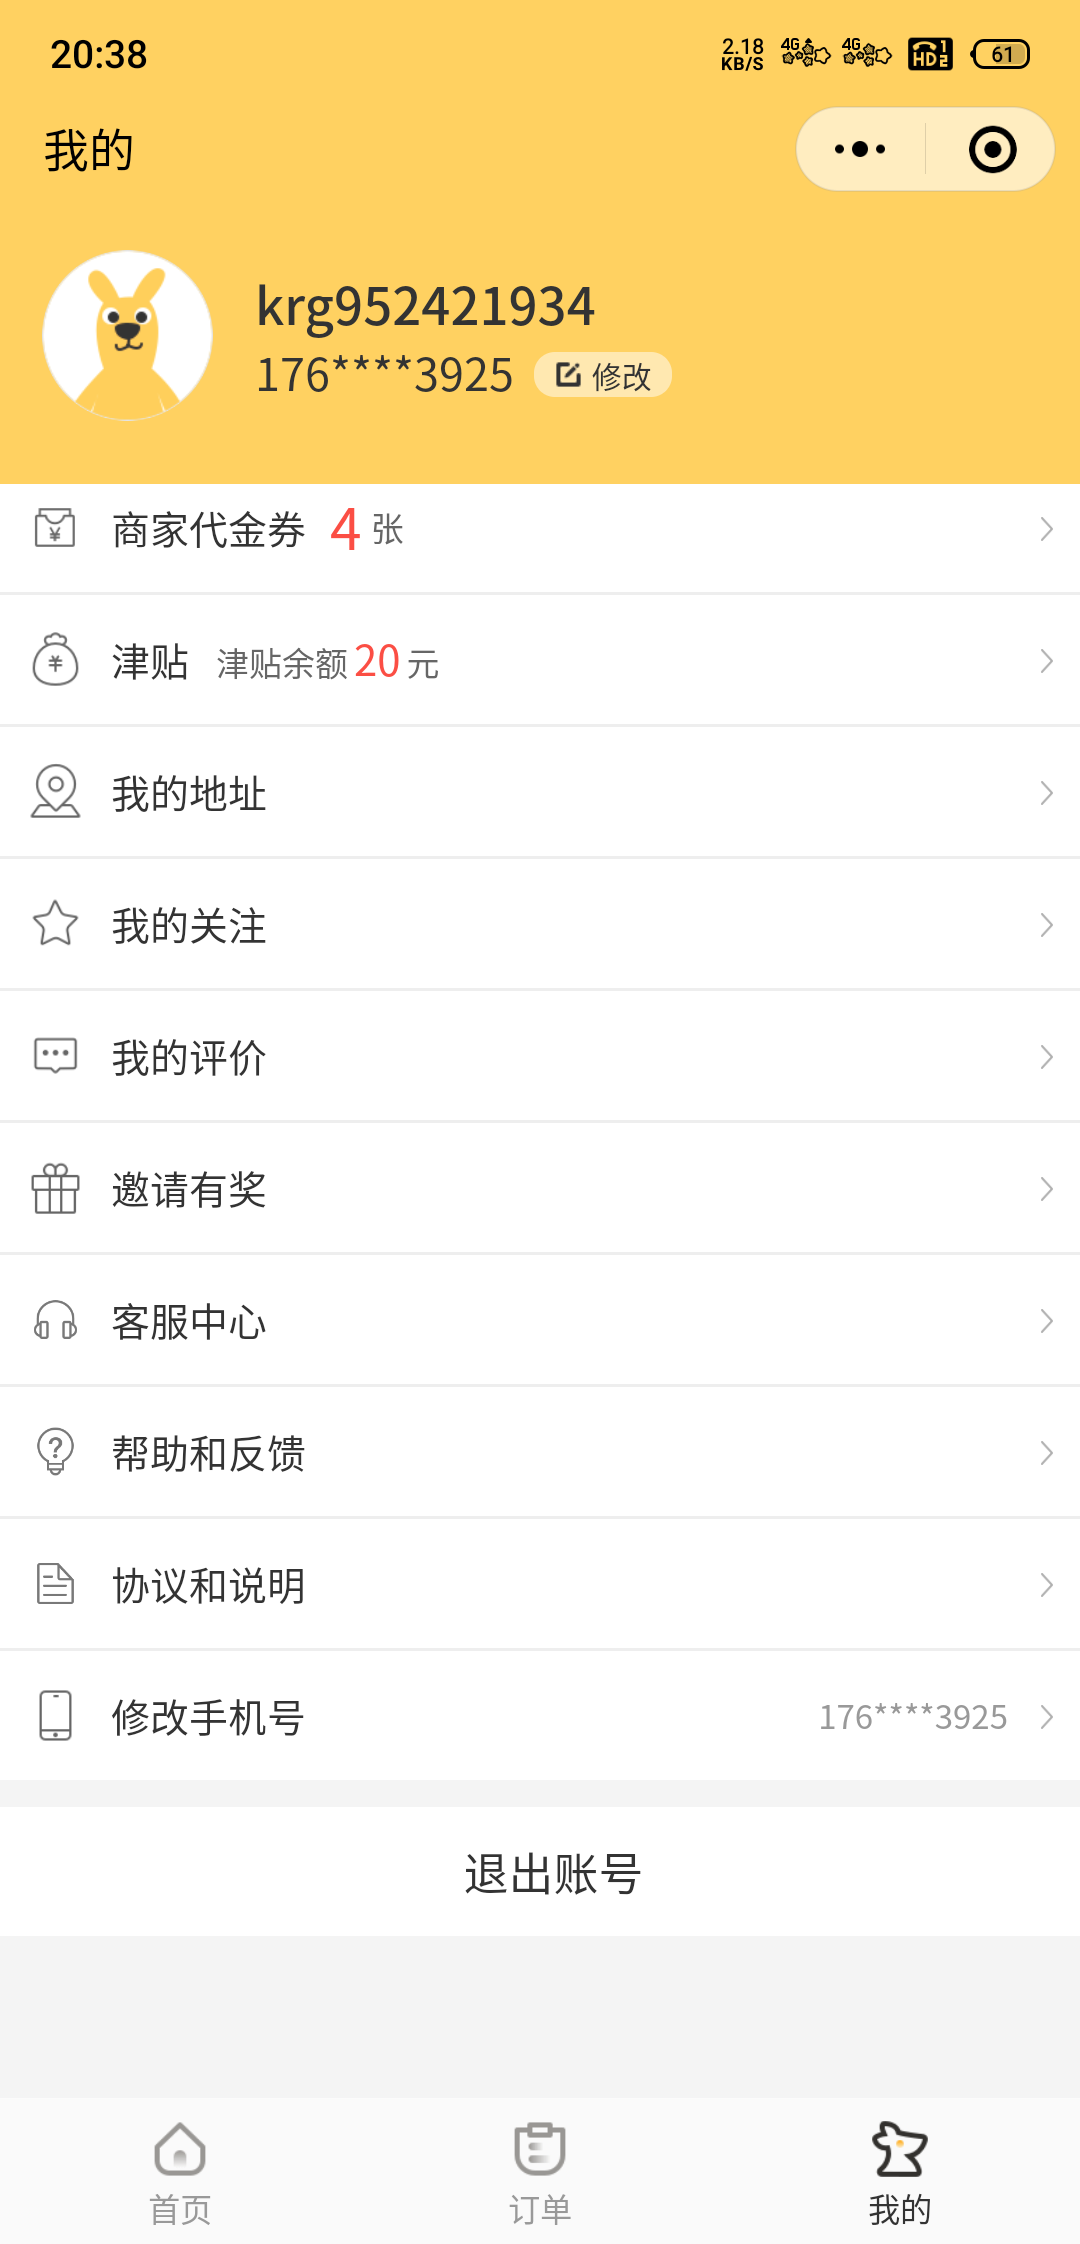 20:38
2.18
KB/S
4G
4G
HD 1 2
61
我的
krg952421934
176****3925 修改
商家代金券 4 张
津贴 津贴余额20元
我的地址
我的关注
我的评价
邀请有奖
客服中心
帮助和反馈
协议和说明
修改手机号 176****3925
退出账号
首页 订单 我的